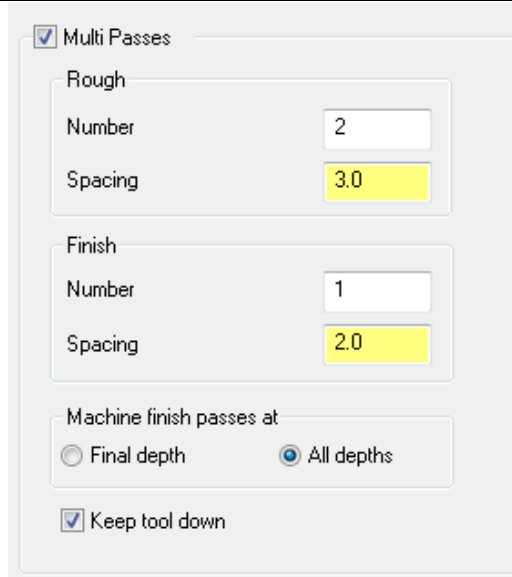 Multi Passes
Rough
Number 2
Spacing 3.0
Finish
Number 1
Spacing 2.0
Machine finish passes at
Final depth All depths
Keep tool down